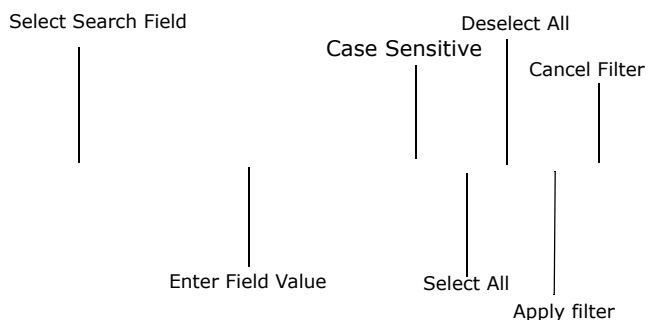 Select Search Field
Deselect All
Case Sensitive
Cancel Filter
Enter Field Value
Select All
Apply filter